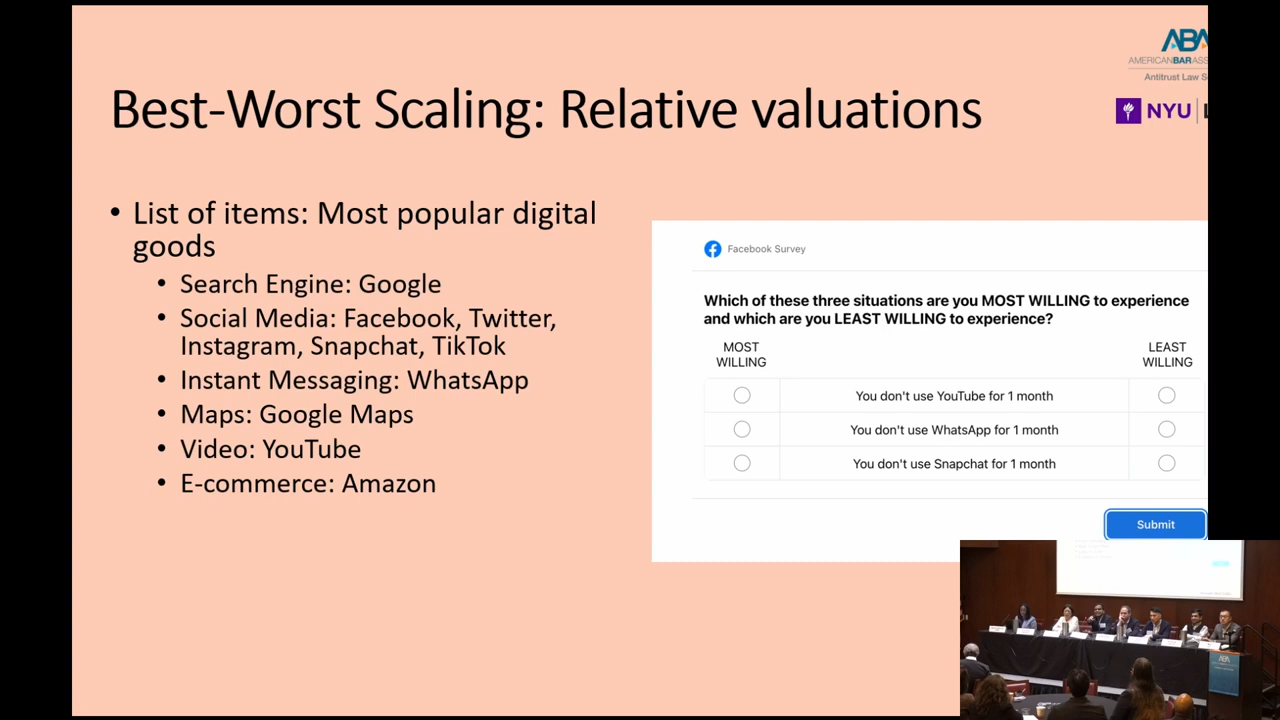 ABA
AMERICANBARASS
Antitrust Law S
NYU
Best-Worst Scaling: Relative valuations
• List of items: Most popular digital
goods
• Search Engine: Google
• Social Media: Facebook, Twitter,
Instagram, Snapchat, TikTok
• Instant Messaging: WhatsApp
• Maps: Google Maps
• Video: YouTube
• E-commerce: Amazon
Facebook Survey
Which of these three situations are you MOST WILLING to experience
and which are you LEAST WILLING to experience?
MOST
WILLING
LEAST
WILLING
You don't use YouTube for 1 month
You don't use WhatsApp for 1 month
You don't use Snapchat for 1 month
Submit
ABA